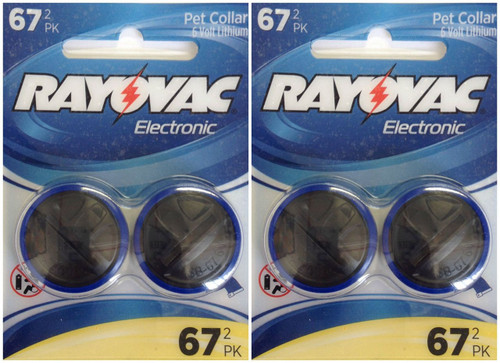 67 2 PK
Pet Collar
6 Volt Lithium
RAYOVAC
Electronic
67 2 PK
67 2 PK
Pet Collar
6 Volt Lithium
RAYOVAC
Electronic
67 2 PK